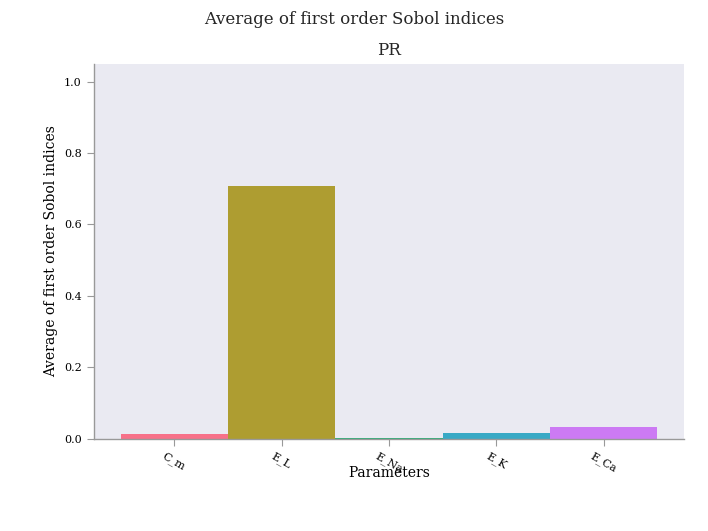 Average of first order Sobol indices
PR
1.0
0.8
0.6
0.4
0.2
0.0
Average of first order Sobol indices
C_m
E_L
E_Na
E_K
E_Ca
Parameters